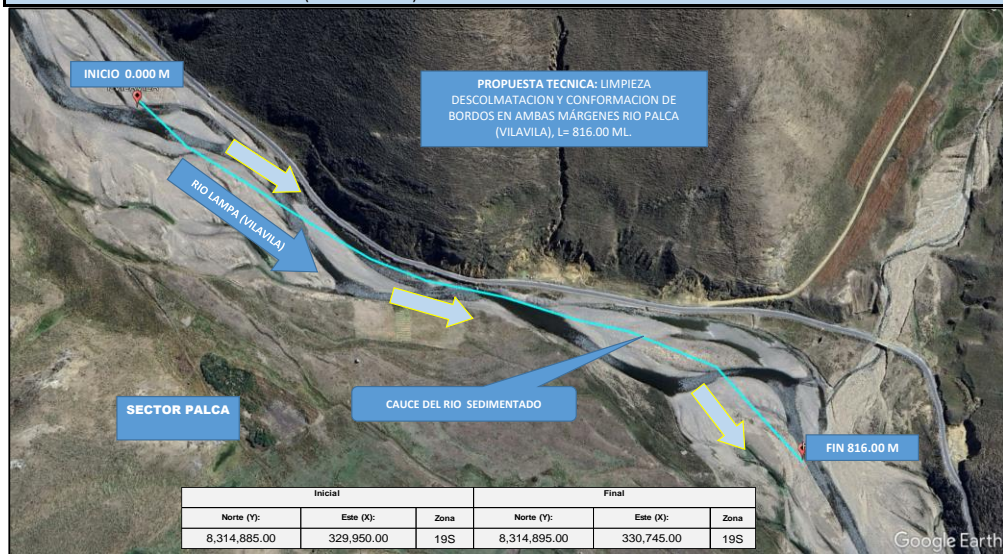 INICIO 0.000 M
PROPUESTA TECNICA: LIMPIEZA
DESCOLMATACION Y CONFORMACION DE
BORDOS EN AMBAS MÁRGENES RIO PALCA
(VILAVILA), L= 816.00 ML.
RIO LAMPA (VILAVILA)
CAUCE DEL RIO SEDIMENTADO
SECTOR PALCA
FIN 816.00 M
Inicial Final
Norte (Y): Este (X): Zona Norte (Y): Este (X): Zona
8,314,885.00 329,950.00 19S 8,314,895.00 330,745.00 19S
Google Earth